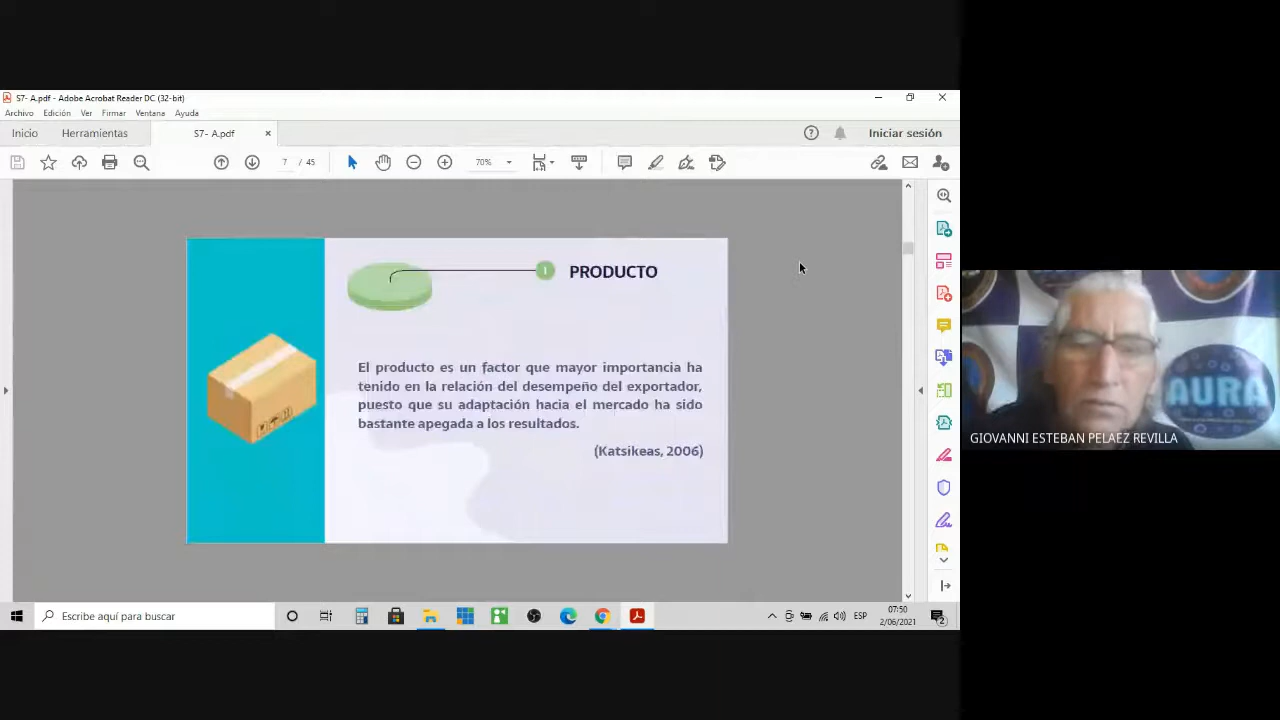 S7- A.pdf - Adobe Acrobat Reader DC (32-bit)
Archivo Edición Ver Firmar Ventana Ayuda
Inicio Herramientas S7- A.pdf × Iniciar sesión
7 / 45 70%
1 PRODUCTO
El producto es un factor que mayor importancia ha
tenido en la relación del desempeño del exportador,
puesto que su adaptación hacia el mercado ha sido
bastante apegada a los resultados.
(Katsikeas, 2006)
AURA
GIOVANNI ESTEBAN PELAEZ REVILLA
Escribe aquí para buscar
ESP
07:50
2/06/2021
2